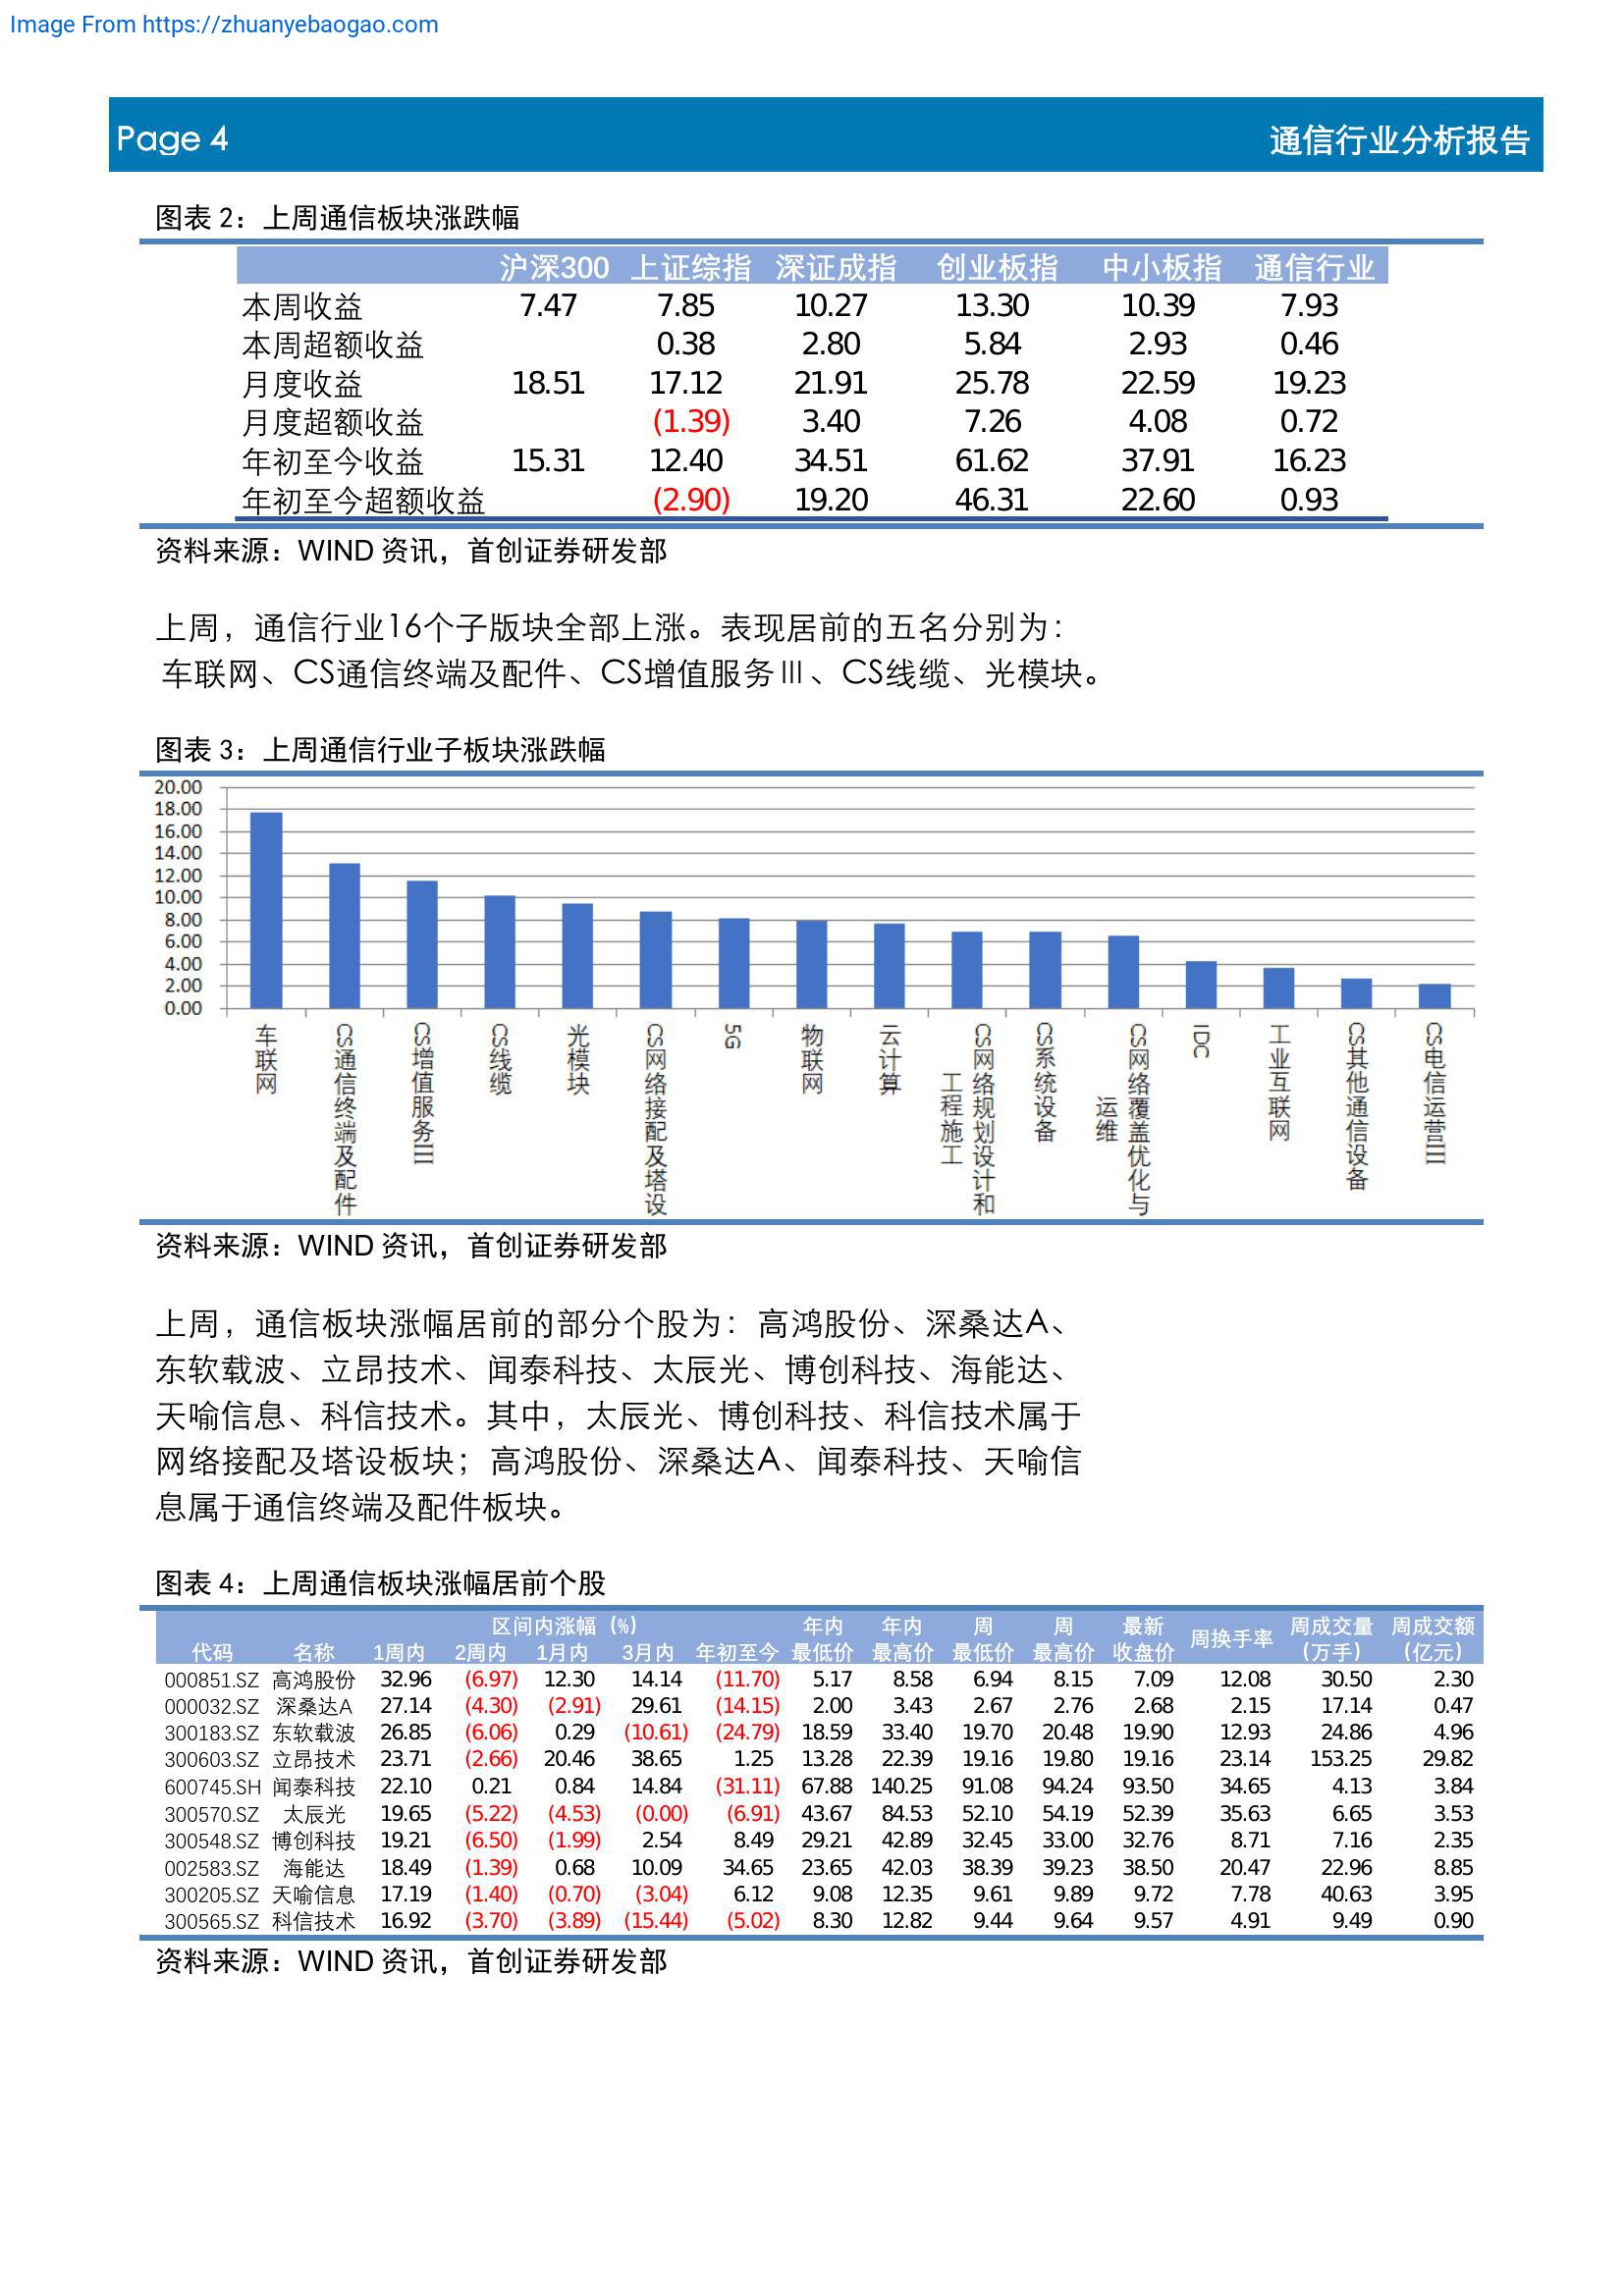 Image From https://zhuanyebaogao.com
Page 4 通信行业分析报告
图表 2：上周通信板块涨跌幅
沪深300 上证综指 深证成指 创业板指 中小板指 通信行业
本周收益 7.47 7.85 10.27 13.30 10.39 7.93
本周超额收益 0.38 2.80 5.84 2.93 0.46
月度收益 18.51 17.12 21.91 25.78 22.59 19.23
月度超额收益 (1.39) 3.40 7.26 4.08 0.72
年初至今收益 15.31 12.40 34.51 61.62 37.91 16.23
年初至今超额收益 (2.90) 19.20 46.31 22.60 0.93
资料来源：WIND 资讯，首创证券研发部
上周，通信行业16个子版块全部上涨。表现居前的五名分别为：
车联网、CS通信终端及配件、CS增值服务Ⅲ、CS线缆、光模块。
图表 3：上周通信行业子板块涨跌幅
20.00
18.00
16.00
14.00
12.00
10.00
8.00
6.00
4.00
2.00
0.00
车联网
CS通信终端及配件
CS增值服务III
CS线缆
光模块
CS网络接配及塔设
5G
物联网
云计算
CS网络规划设计和
工程施工
CS系统设备
CS网络覆盖优化与
运维
IDC
工业互联网
CS其他通信设备
CS电信运营III
资料来源：WIND 资讯，首创证券研发部
上周，通信板块涨幅居前的部分个股为：高鸿股份、深桑达A、
东软载波、立昂技术、闻泰科技、太辰光、博创科技、海能达、
天喻信息、科信技术。其中，太辰光、博创科技、科信技术属于
网络接配及塔设板块；高鸿股份、深桑达A、闻泰科技、天喻信
息属于通信终端及配件板块。
图表 4：上周通信板块涨幅居前个股
区间内涨幅（%） 年内 年内 周 周 最新 周换手率 周成交量 周成交额
代码 名称 1周内 2周内 1月内 3月内 年初至今 最低价 最高价 最低价 最高价 收盘价 （万手） （亿元）
000851.SZ 高鸿股份 32.96 (6.97) 12.30 14.14 (11.70) 5.17 8.58 6.94 8.15 7.09 12.08 30.50 2.30
000032.SZ 深桑达A 27.14 (4.30) (2.91) 29.61 (14.15) 2.00 3.43 2.67 2.76 2.68 2.15 17.14 0.47
300183.SZ 东软载波 26.85 (6.06) 0.29 (10.61) (24.79) 18.59 33.40 19.70 20.48 19.90 12.93 24.86 4.96
300603.SZ 立昂技术 23.71 (2.66) 20.46 38.65 1.25 13.28 22.39 19.16 19.80 19.16 23.14 153.25 29.82
600745.SH 闻泰科技 22.10 0.21 0.84 14.84 (31.11) 67.88 140.25 91.08 94.24 93.50 34.65 4.13 3.84
300570.SZ 太辰光 19.65 (5.22) (4.53) (0.00) (6.91) 43.67 84.53 52.10 54.19 52.39 35.63 6.65 3.53
300548.SZ 博创科技 19.21 (6.50) (1.99) 2.54 8.49 29.21 42.89 32.45 33.00 32.76 8.71 7.16 2.35
002583.SZ 海能达 18.49 (1.39) 0.68 10.09 34.65 23.65 42.03 38.39 39.23 38.50 20.47 22.96 8.85
300205.SZ 天喻信息 17.19 (1.40) (0.70) (3.04) 6.12 9.08 12.35 9.61 9.89 9.72 7.78 40.63 3.95
300565.SZ 科信技术 16.92 (3.70) (3.89) (15.44) (5.02) 8.30 12.82 9.44 9.64 9.57 4.91 9.49 0.90
资料来源：WIND 资讯，首创证券研发部